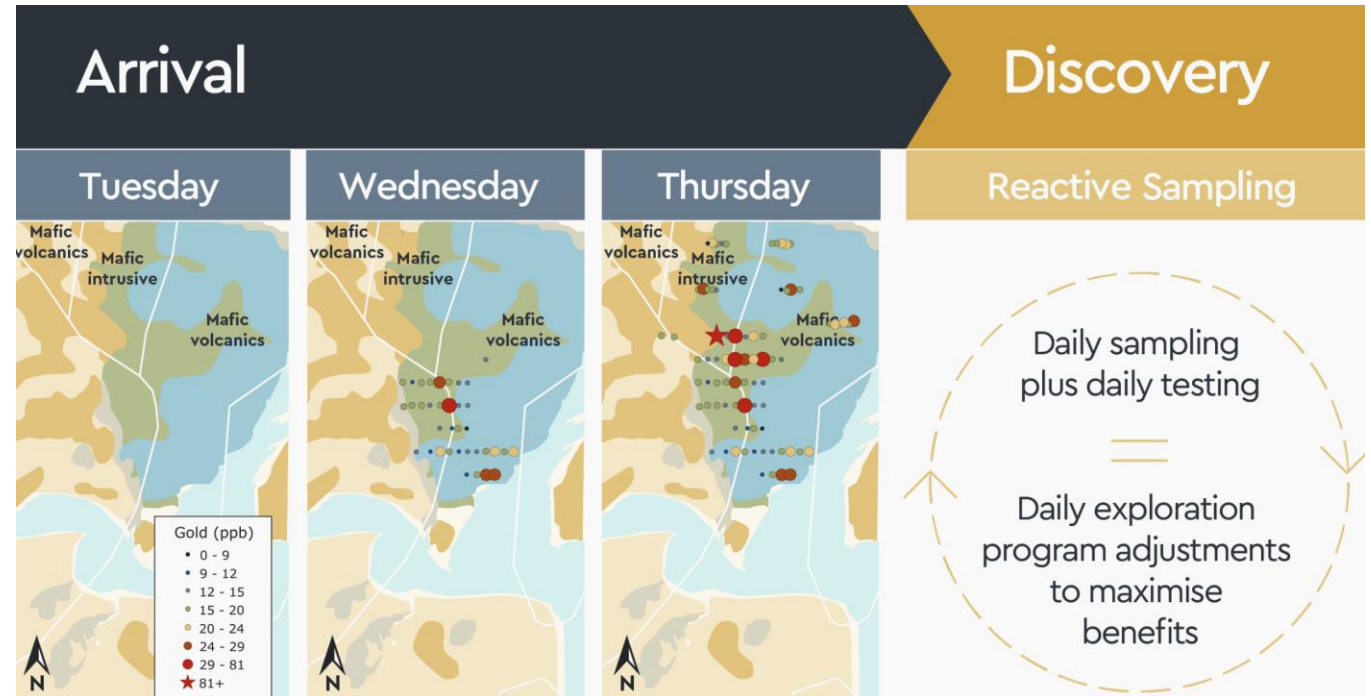 Arrival
Discovery
Tuesday
Wednesday
Thursday
Reactive Sampling
Mafic
volcanics
Mafic
intrusive
Mafic
volcanics
Gold (ppb)
0 - 9
9 - 12
12 - 15
15 - 20
20 - 24
24 - 29
29 - 81
81+
N
Mafic
volcanics
Mafic
intrusive
Mafic
volcanics
N
Mafic
volcanics
Mafic
intrusive
Mafic
volcanics
N
Daily sampling
plus daily testing
=
Daily exploration
program adjustments
to maximise
benefits